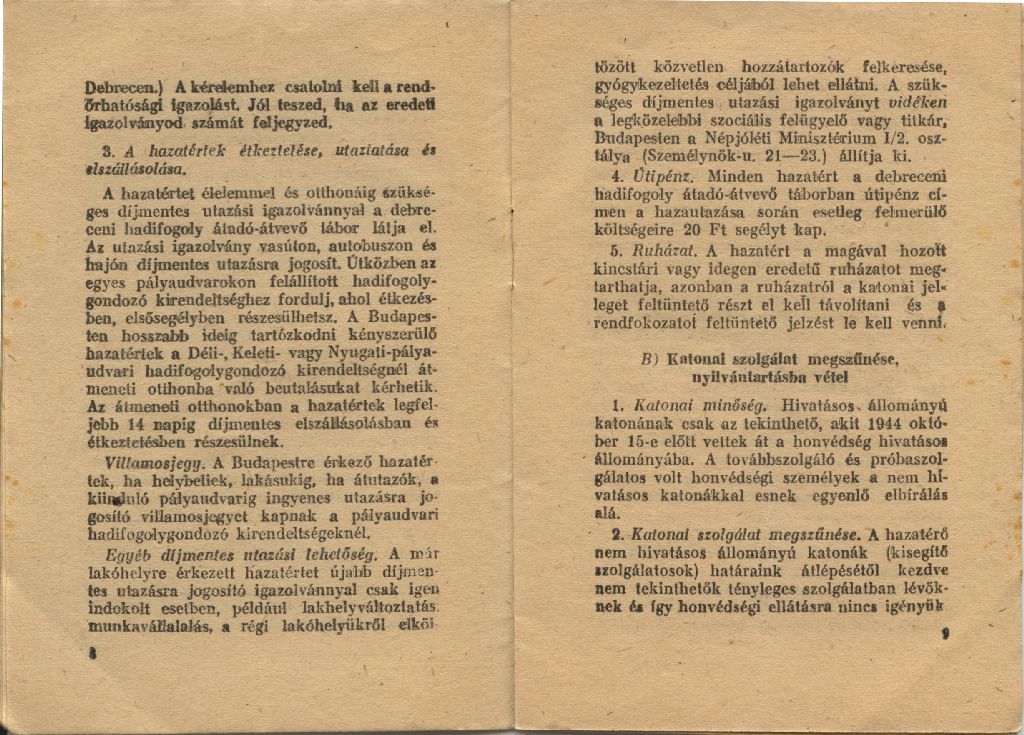 Debrecen.) A kérelemhez csatolni kell a rend-
őrhatósági igazolást. Jól teszed, ha az eredeti
igazolványod számát feljegyzed.
3. A hazatértek étkeztetése, utaztatása és
elszállásolása.
A hazatértet élelemmel és otthonáig szüksé-
ges díjmentes utazási igazolvánnyal a debre-
ceni hadifogoly átadó-átvevő tábor látja el.
Az utazási igazolvány vasúton, autobuszon és
hajón díjmentes utazásra jogosít. Útközben az
egyes pályaudvarokon felállított hadifogoly-
gondozó kirendeltséghez fordulj, ahol étkezés-
ben, elsősegélyben részesülhetsz. A Budapes-
ten hosszabb ideig tartózkodni kényszerülő
hazatértek a Déli-, Keleti- vagy Nyugati-pálya-
udvari hadifogolygondozó kirendeltségnél át-
meneti otthonba való beutalásukat kérhetik.
Az átmeneti otthonokban a hazatértek legfel-
jebb 14 napig díjmentes elszállásolásban és
étkeztetésben részesülnek.
Villamosjegy. A Budapestre érkező hazatér-
tek, ha helybeliek, lakásukig, ha átutazók, a
kiinduló pályaudvarig ingyenes utazásra jo-
gosító villamosjegyet kapnak a pályaudvari
hadifogolygondozó kirendeltségeknél.
Egyéb díjmentes utazási lehetőség. A már
lakóhelyre érkezett hazatértet újabb díjmen-
tes utazásra jogosító igazolvánnyal csak igen
indokolt esetben, például lakhelyváltoztatás,
munkavállalalás, a régi lakóhelyükről elköl-
8
tözött közvetlen hozzátartozók felkeresése,
gyógykezeltetés céljából lehet ellátni. A szük-
séges díjmentes utazási igazolványt vidéken
a legközelebbi szociális felügyelő vagy titkár,
Budapesten a Népjóléti Minisztérium I/2. osz-
tálya (Személynök-u. 21—23.) állítja ki.
4. Útipénz. Minden hazatért a debreceni
hadifogoly átadó-átvevő táborban útipénz cí-
men a hazautazása során esetleg felmerülő
költségeire 20 Ft segélyt kap.
5. Ruházat. A hazatért a magával hozott
kincstári vagy idegen eredetű ruházatot meg-
tarthatja, azonban a ruházatról a katonai jel-
leget feltüntető részt el kell távolítani és a
rendfokozatot feltüntető jelzést le kell venni.
B) Katonai szolgálat megszűnése,
nyilvántartásba vétel
1. Katonai minőség. Hivatásos állományú
katonának csak az tekinthető, akit 1944 októ-
ber 15-e előtt vettek át a honvédség hivatásos
állományába. A továbbszolgáló és próbaszol-
gálatos volt honvédségi személyek a nem hi-
vatásos katonákkal esnek egyenlő elbírálás
alá.
2. Katonai szolgálat megszűnése. A hazatérő
nem hivatásos állományú katonák (kisegítő
szolgálatosok) határaink átlépésétől kezdve
nem tekinthetők tényleges szolgálatban lévők-
nek és így honvédségi ellátásra nincs igényük
9